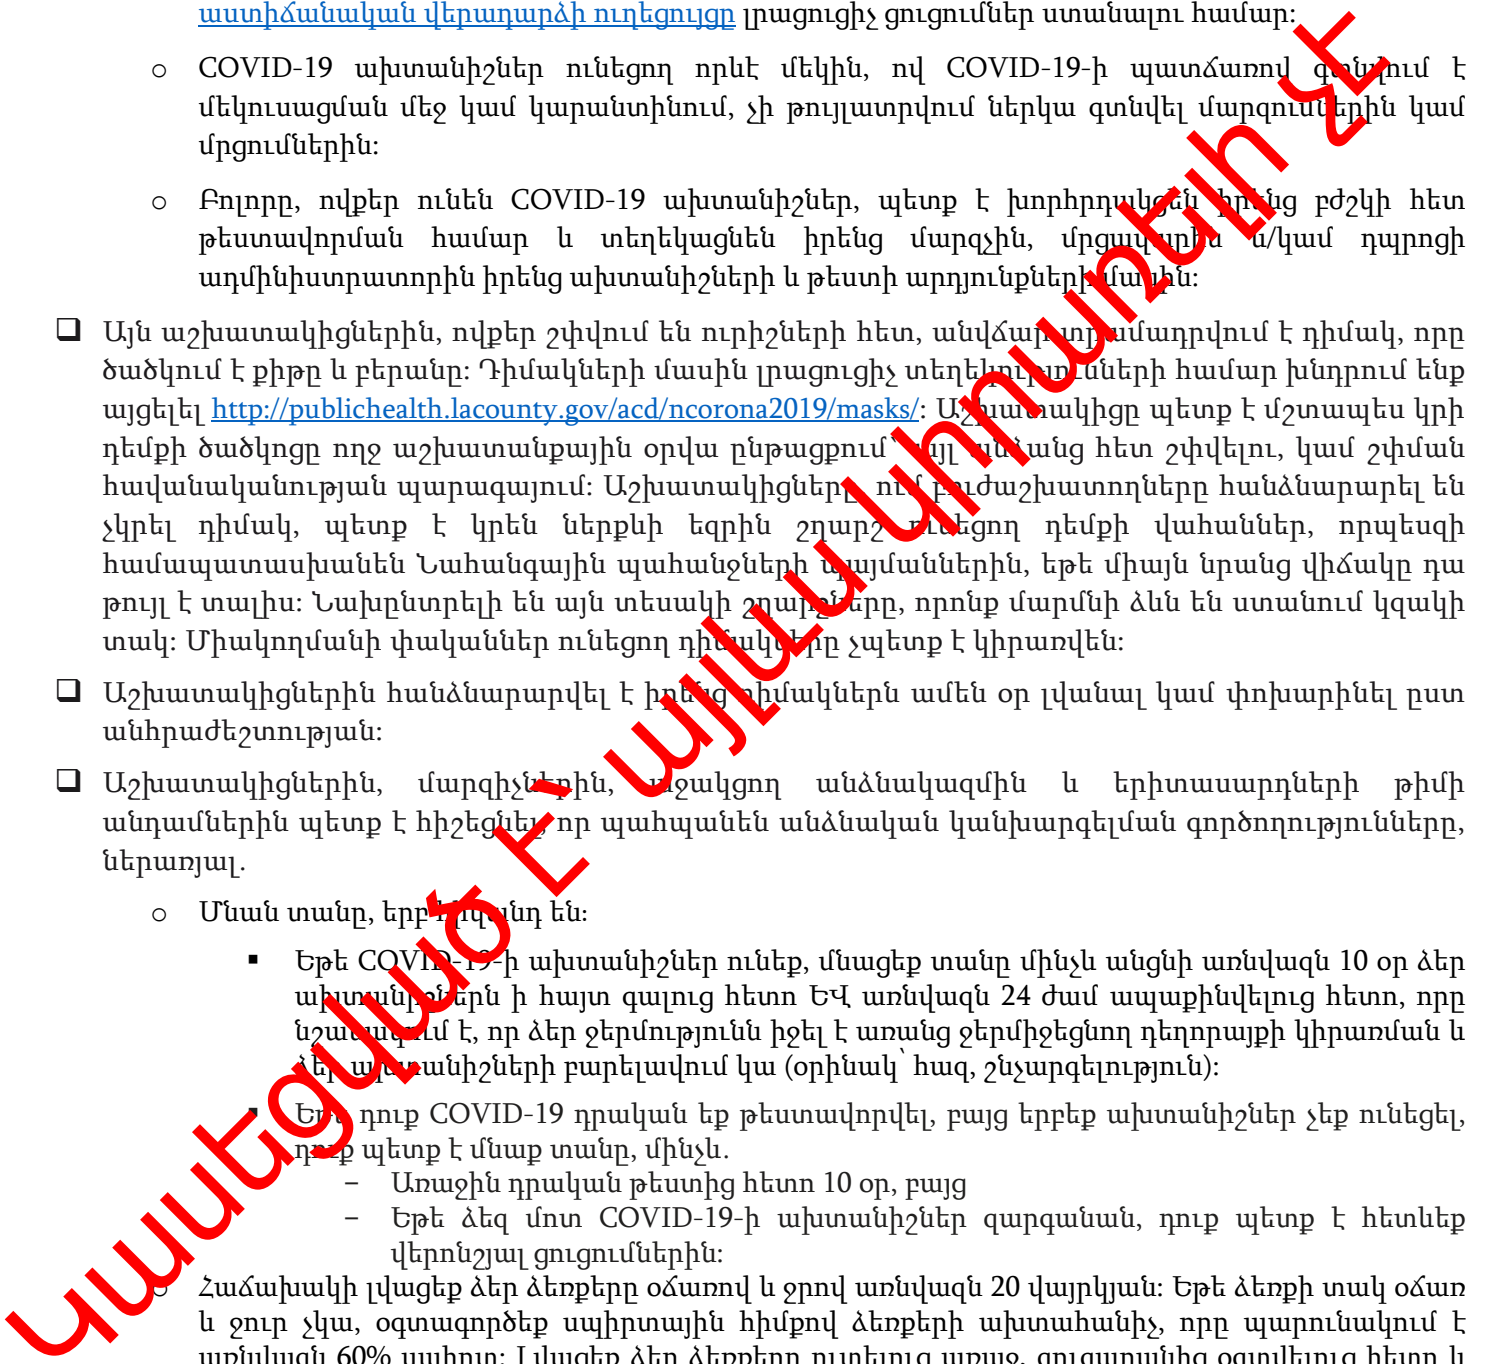 աստիճանական վերադարձի ուղեցույցը լրացուցիչ ցուցումներ ստանալու համար:
o COVID-19 ախտանիշներ ունեցող որևէ մեկին, ով COVID-19-ի պատճառով գտնվում է
մեկուսացման մեջ կամ կարանտինում, չի թույլատրվում ներկա գտնվել մարզումներին կամ
մրցումներին:
o Բոլորը, ովքեր ունեն COVID-19 ախտանիշներ, պետք է խորհրդակցեն իրենց բժշկի հետ
թեստավորման համար և տեղեկացնեն իրենց մարզչին, մրցավարին և/կամ դպրոցի
ադմինիստրատորին իրենց ախտանիշների և թեստի արդյունքների մասին:
❑ Այն աշխատակիցներին, ովքեր շփվում են ուրիշների հետ, անվճար տրամադրվում է դիմակ, որը
ծածկում է քիթը և բերանը: Դիմակների մասին լրացուցիչ տեղեկությունների համար խնդրում ենք
այցելել http://publichealth.lacounty.gov/acd/ncorona2019/masks/: Աշխատակիցը պետք է մշտապես կրի
դեմքի ծածկոցը ողջ աշխատանքային օրվա ընթացքում՝ այլ անձանց հետ շփվելու, կամ շփման
հավանականության պարագայում: Աշխատակիցները, ում բուժաշխատողները հանձնարարել են
չկրել դիմակ, պետք է կրեն ներքևի եզրին շղարշ ունեցող դեմքի վահաններ, որպեսզի
համապատասխանեն Նահանգային պահանջների պայմաններին, եթե միայն նրանց վիճակը դա
թույլ է տալիս: Նախընտրելի են այն տեսակի շղարշները, որոնք մարմնի ձևն են ստանում կզակի
տակ: Միակողմանի փականներ ունեցող դիմակները չպետք է կիրառվեն:
❑ Աշխատակիցներին հանձնարարվել է իրենց դիմակներն ամեն օր լվանալ կամ փոխարինել ըստ
անհրաժեշտության:
❑ Աշխատակիցներին, մարզիչներին, աջակցող անձնակազմին և երիտասարդների թիմի
անդամներին պետք է հիշեցնել, որ պահպանեն անձնական կանխարգելման գործողությունները,
ներառյալ.
o Մնան տանը, երբ հիվանդ են:
▪ Եթե COVID-19-ի ախտանիշներ ունեք, մնացեք տանը մինչև անցնի առնվազն 10 օր ձեր
ախտանիշներն ի հայտ գալուց հետո ԵՎ առնվազն 24 ժամ ապաքինվելուց հետո, որը
նշանակում է, որ ձեր ջերմությունն իջել է առանց ջերմիջեցնող դեղորայքի կիրառման և
ձեր ախտանիշների բարելավում կա (օրինակ՝ հազ, շնչարգելություն):
▪ Եթե դուք COVID-19 դրական եք թեստավորվել, բայց երբեք ախտանիշներ չեք ունեցել,
դուք պետք է մնաք տանը, մինչև.
− Առաջին դրական թեստից հետո 10 օր, բայց
− Եթե ձեզ մոտ COVID-19-ի ախտանիշներ զարգանան, դուք պետք է հետևեք
վերոնշյալ ցուցումներին:
o Հաճախակի լվացեք ձեր ձեռքերը օճառով և ջրով առնվազն 20 վայրկյան: Եթե ձեռքի տակ օճառ
և ջուր չկա, օգտագործեք սպիրտային հիմքով ձեռքերի ախտահանիչ, որը պարունակում է
առնվազն 60% սպիրտ: Լվացեք ձեր ձեռքերը ուտելուց առաջ, զուգարանից օգտվելուց հետո և
Կասեցված է՝ այլևս կիրառելի չէ